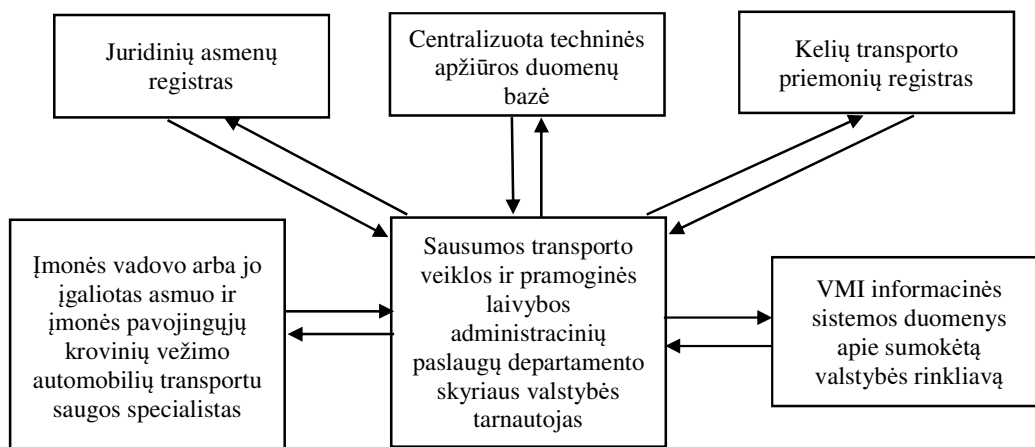 Juridinių asmenų
registras
Centralizuota techninės
apžiūros duomenų
bazė
Kelių transporto
priemonių registras
Įmonės vadovo arba jo
įgaliotas asmuo ir
įmonės pavojingųjų
krovinių vežimo
automobilių transportu
saugos specialistas
Sausumos transporto
veiklos ir pramoginės
laivybos
administracinių
paslaugų departamento
skyriaus valstybės
tarnautojas
VMI informacinės
sistemos duomenys
apie sumokėtą
valstybės rinkliavą